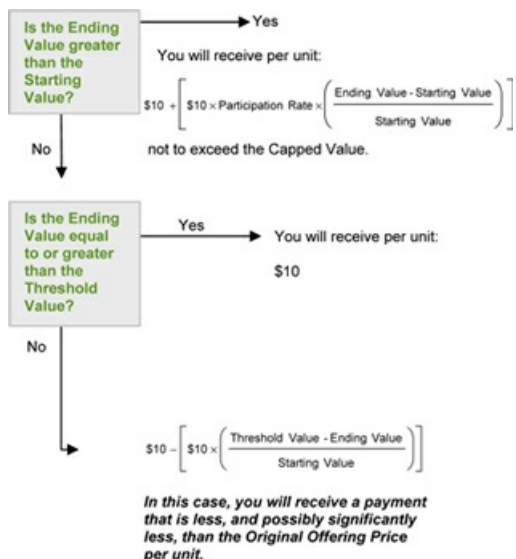 Is the Ending
Value greater
than the
Starting
Value?
Yes
You will receive per unit:
$10 + [ $10 × Participation Rate × ( Ending Value - Starting Value
Starting Value ) ]
No
not to exceed the Capped Value.
Is the Ending
Value equal
to or greater
than the
Threshold
Value?
Yes
You will receive per unit:
$10
No
$10 – [ $10 × ( Threshold Value - Ending Value
Starting Value ) ]
In this case, you will receive a payment
that is less, and possibly significantly
less, than the Original Offering Price
per unit.